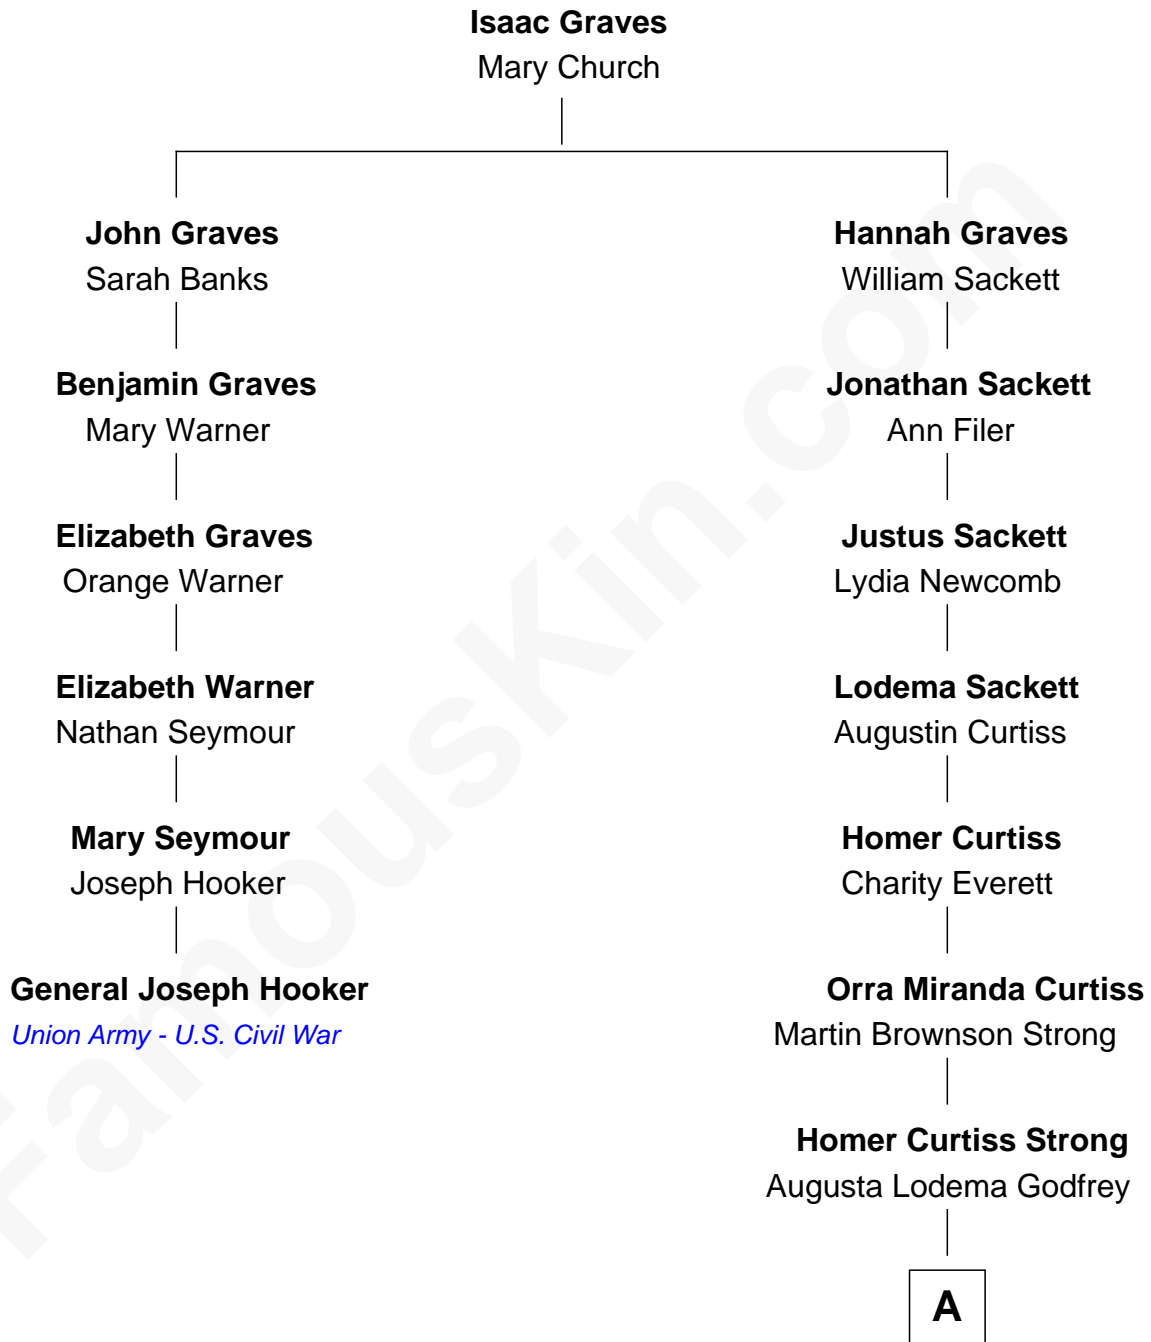 Isaac Graves
Mary Church
John Graves
Sarah Banks
Hannah Graves
William Sackett
Benjamin Graves
Mary Warner
Jonathan Sackett
Ann Filer
Elizabeth Graves
Orange Warner
Justus Sackett
Lydia Newcomb
Elizabeth Warner
Nathan Seymour
Lodema Sackett
Augustin Curtiss
Mary Seymour
Joseph Hooker
Homer Curtiss
Charity Everett
General Joseph Hooker
Union Army - U.S. Civil War
Orra Miranda Curtiss
Martin Brownson Strong
Homer Curtiss Strong
Augusta Lodema Godfrey
A
FamousKin.com